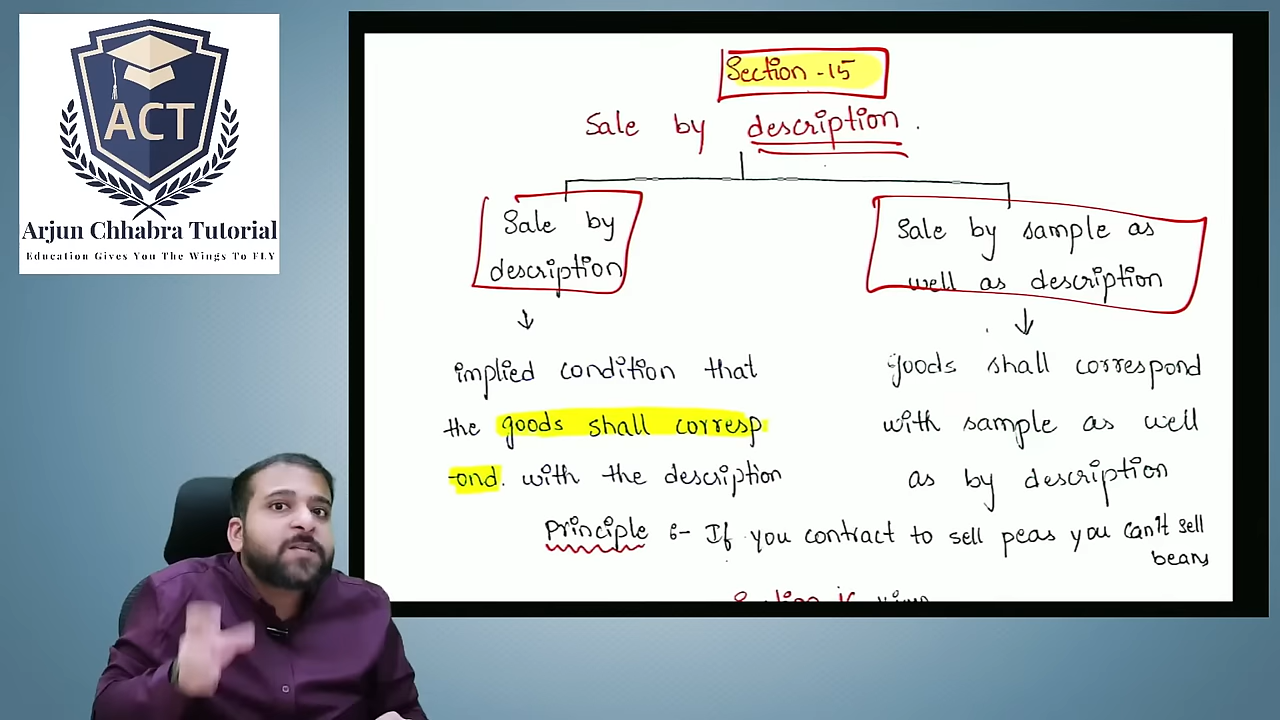 ACT
Arjun Chhabra Tutorial
Education Gives You The Wings To FLY
Section -15
Sale by description.
Sale by
description
implied condition that
the goods shall corresp
-ond. with the description
Sale by sample as
well as description
goods shall correspond
with sample as well
as by description
Principle :- If you contract to sell peas you can't sell
beans